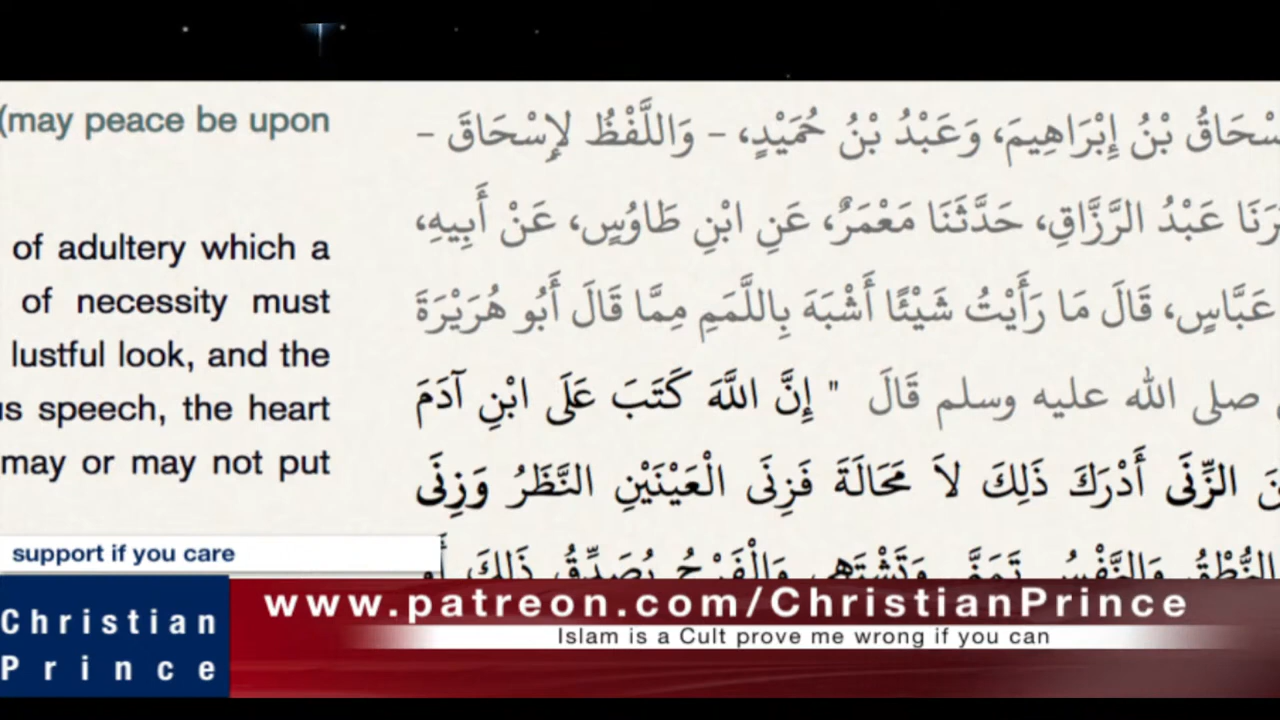 (may peace be upon
of adultery which a
of necessity must
lustful look, and the
speech, the heart
may or may not put
بْنُ إِبْرَاهِيمَ، وَعَبْدُ بْنُ حُمَيْدٍ، – وَاللَّفْظُ لإِسْحَاقَ –
عَبْدُ الرَّزَّاقِ، حَدَّثَنَا مَعْمَرٌ، عَنِ ابْنِ طَاوُسٍ، عَنْ أَبِيهِ،
عَبَّاسٍ، قَالَ مَا رَأَيْتُ شَيْئًا أَشْبَهَ بِاللَّمَمِ مِمَّا قَالَ أَبُو هُرَيْرَةَ
صلى الله عليه وسلم قَالَ " إِنَّ اللَّهَ كَتَبَ عَلَى ابْنِ آدَمَ
الزِّنَى أَدْرَكَ ذَلِكَ لاَ مَحَالَةَ فَزِنَى الْعَيْنَيْنِ النَّظَرُ وَزِنَى
النُّطْقُ وَالنَّفْسُ تَمَنَّى وَتَشْتَهِي وَالْفَرْجُ يُصَدِّقُ ذَلِكَ أَوْ
support if you care
Christian
Prince
www.patreon.com/ChristianPrince
Islam is a Cult prove me wrong if you can